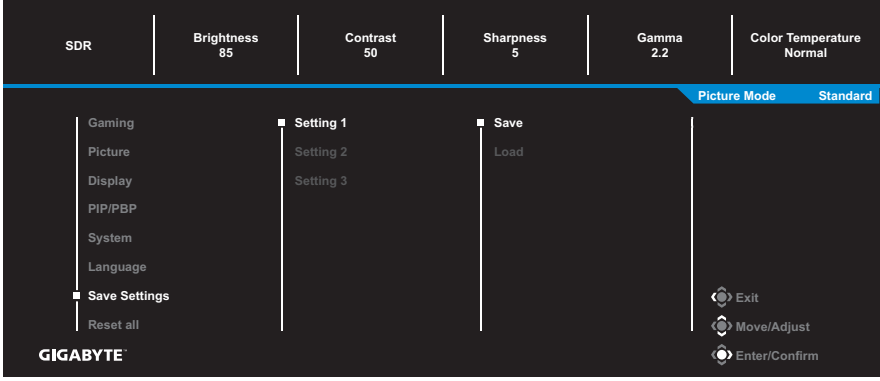 SDR
Brightness
85
Contrast
50
Sharpness
5
Gamma
2.2
Color Temperature
Normal
Picture Mode Standard
Gaming
Picture
Display
PIP/PBP
System
Language
Save Settings
Reset all
Setting 1
Setting 2
Setting 3
Save
Load
Exit
Move/Adjust
Enter/Confirm
GIGABYTE™